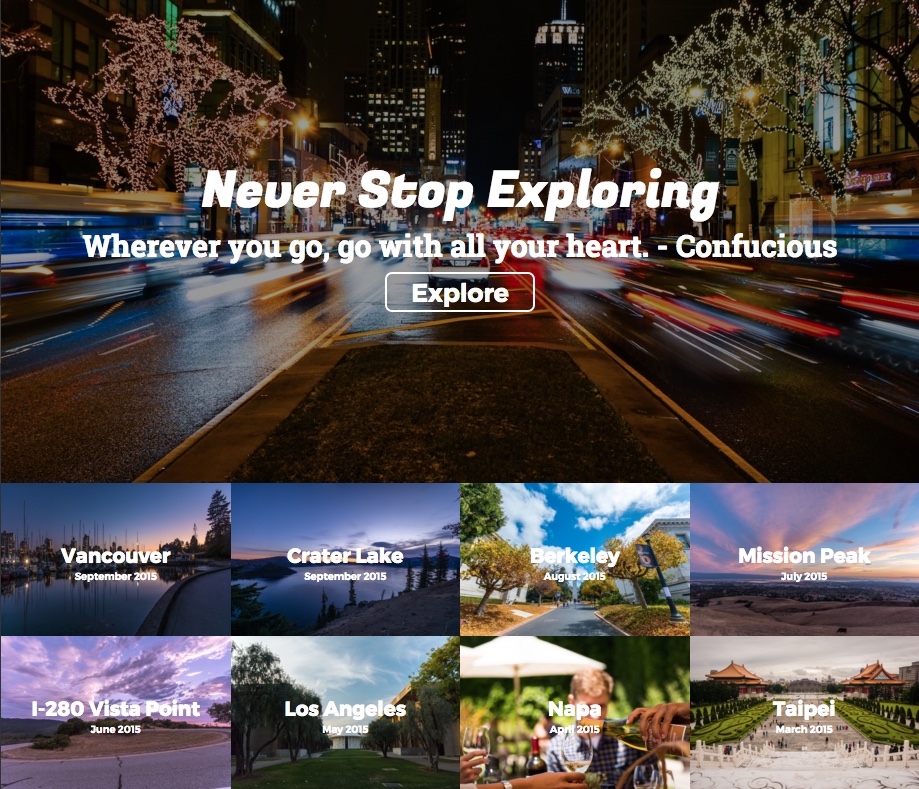 Never Stop Exploring
Wherever you go, go with all your heart. - Confucious
Explore
Vancouver
September 2015
Crater Lake
September 2015
Berkeley
August 2015
Mission Peak
July 2015
I-280 Vista Point
June 2015
Los Angeles
May 2015
Napa
April 2015
Taipei
March 2015